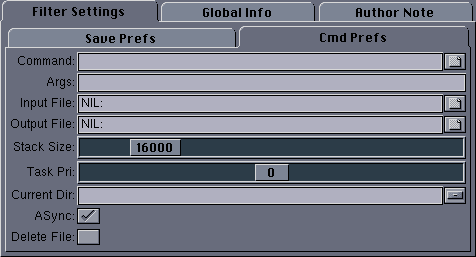 Filter Settings Global Info Author Note
Save Prefs Cmd Prefs
Command:
Args:
Input File: NIL:
Output File: NIL:
Stack Size: 16000
Task Pri: 0
Current Dir:
ASync:
Delete File: